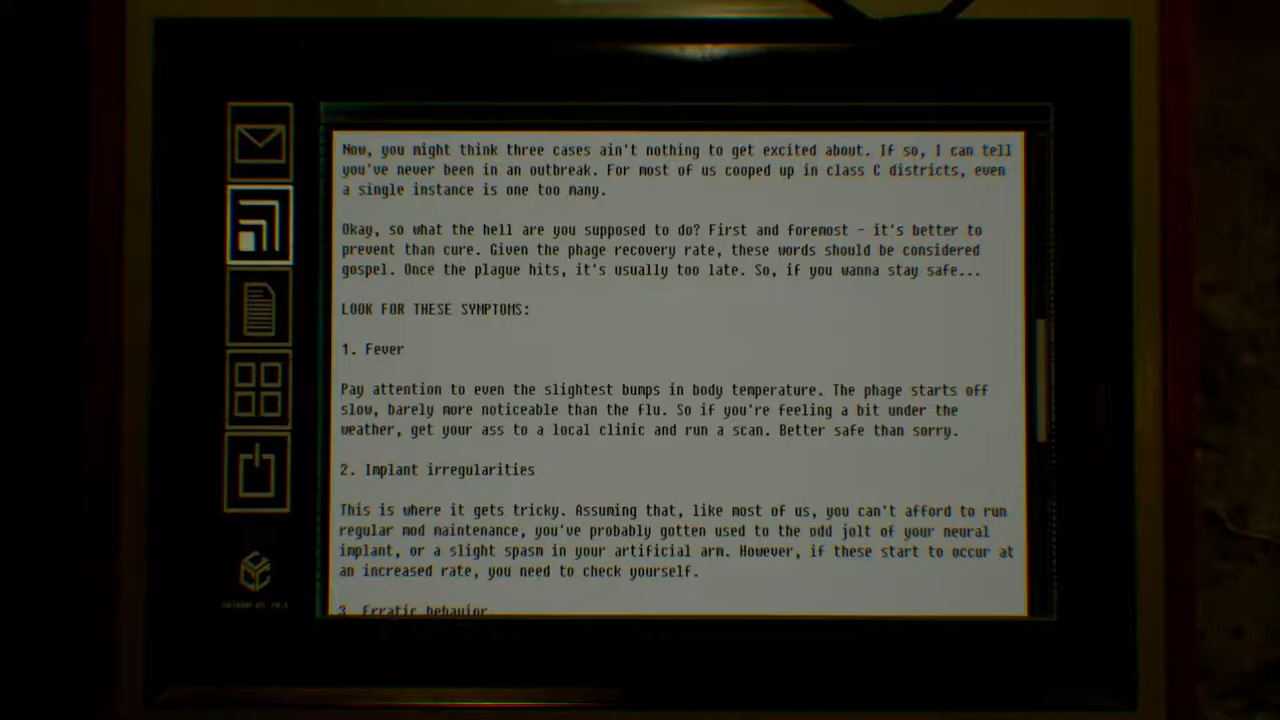 Now, you might think three cases ain't nothing to get excited about. If so, I can tell
you've never been in an outbreak. For most of us cooped up in class C districts, even
a single instance is one too many.
Okay, so what the hell are you supposed to do? First and foremost - it's better to
prevent than cure. Given the phage recovery rate, these words should be considered
gospel. Once the plague hits, it's usually too late. So, if you wanna stay safe...
LOOK FOR THESE SYMPTOMS:
1. Fever
Pay attention to even the slightest bumps in body temperature. The phage starts off
slow, barely more noticeable than the flu. So if you're feeling a bit under the
weather, get your ass to a local clinic and run a scan. Better safe than sorry.
2. Implant irregularities
This is where it gets tricky. Assuming that, like most of us, you can't afford to run
regular mod maintenance, you've probably gotten used to the odd jolt of your neural
implant, or a slight spasm in your artificial arm. However, if these start to occur at
an increased rate, you need to check yourself.
3. Erratic behavior